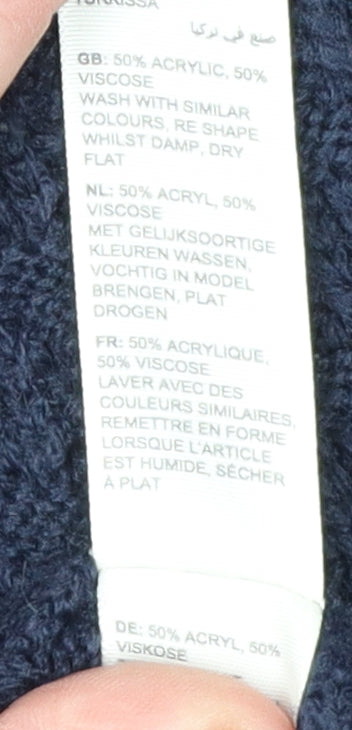 TURKISSA
صنع في تركيا
GB: 50% ACRYLIC, 50%
VISCOSE
WASH WITH SIMILAR
COLOURS, RE SHAPE
WHILST DAMP, DRY
FLAT
NL: 50% ACRYL, 50%
VISCOSE
MET GELIJKSOORTIGE
KLEUREN WASSEN,
VOCHTIG IN MODEL
BRENGEN, PLAT
DROGEN
FR: 50% ACRYLIQUE,
50% VISCOSE
LAVER AVEC DES
COULEURS SIMILAIRES,
REMETTRE EN FORME
LORSQUE L'ARTICLE
EST HUMIDE, SÉCHER
À PLAT
DE: 50% ACRYL, 50%
VISKOSE